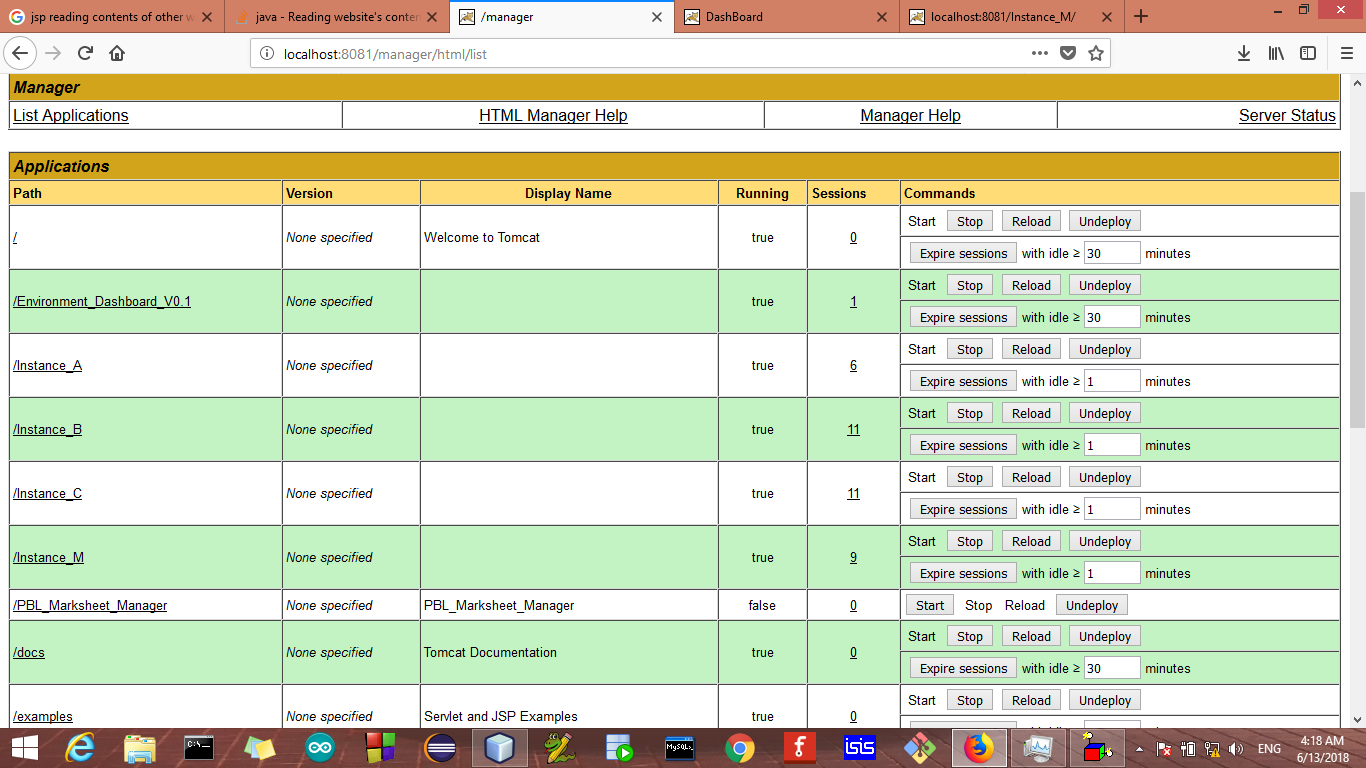 jsp reading contents of other w
java - Reading website's conten
/manager
DashBoard
localhost:8081/Instance_M/
localhost:8081/manager/html/list
Manager
List Applications HTML Manager Help Manager Help Server Status
Applications
Path Version Display Name Running Sessions Commands
/ None specified Welcome to Tomcat true 0 Start Stop Reload Undeploy
Expire sessions with idle ≥ 30 minutes
/Environment_Dashboard_V0.1 None specified true 1 Start Stop Reload Undeploy
Expire sessions with idle ≥ 30 minutes
/Instance_A None specified true 6 Start Stop Reload Undeploy
Expire sessions with idle ≥ 1 minutes
/Instance_B None specified true 11 Start Stop Reload Undeploy
Expire sessions with idle ≥ 1 minutes
/Instance_C None specified true 11 Start Stop Reload Undeploy
Expire sessions with idle ≥ 1 minutes
/Instance_M None specified true 9 Start Stop Reload Undeploy
Expire sessions with idle ≥ 1 minutes
/PBL_Marksheet_Manager None specified PBL_Marksheet_Manager false 0 Start Stop Reload Undeploy
/docs None specified Tomcat Documentation true 0 Start Stop Reload Undeploy
Expire sessions with idle ≥ 30 minutes
/examples None specified Servlet and JSP Examples true 0 Start Stop Reload Undeploy
C:\_
MySQL
isis
ENG
4:18 AM
6/13/2018